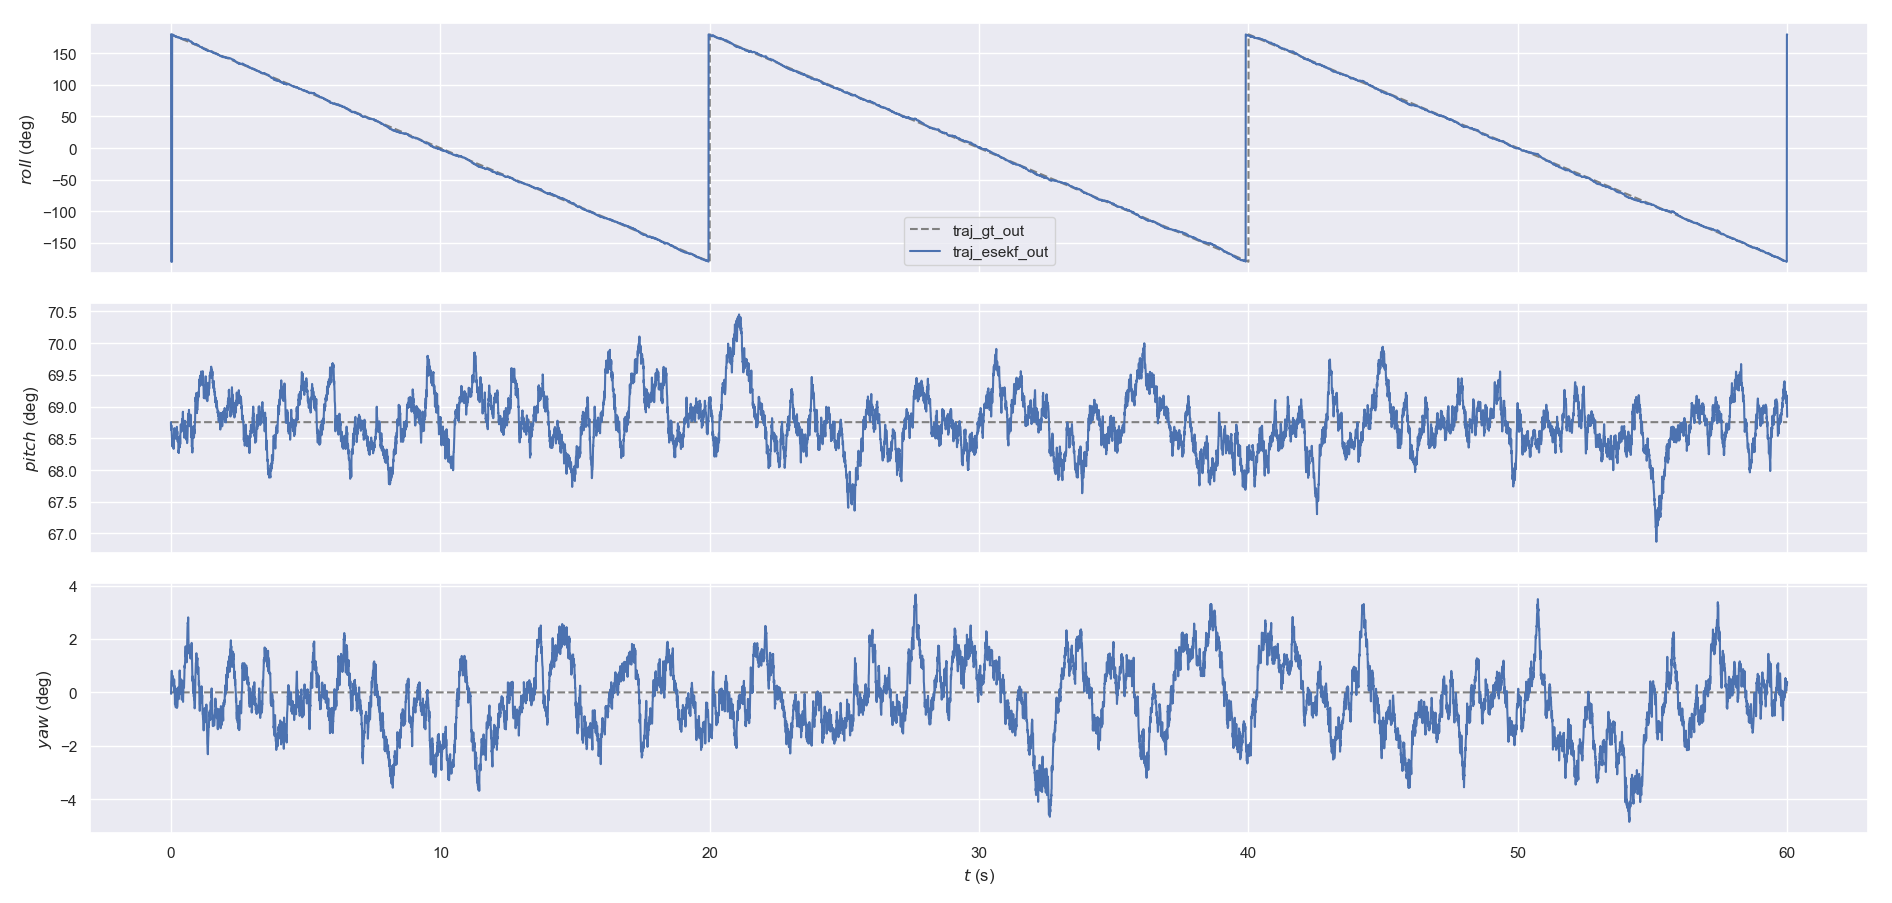 150
100
50
0
−50
−100
−150
roll (deg)
traj_gt_out
traj_esekf_out
70.5
70.0
69.5
69.0
68.5
68.0
67.5
67.0
pitch (deg)
4
2
0
−2
−4
yaw (deg)
0 10 20 30 40 50 60
t (s)